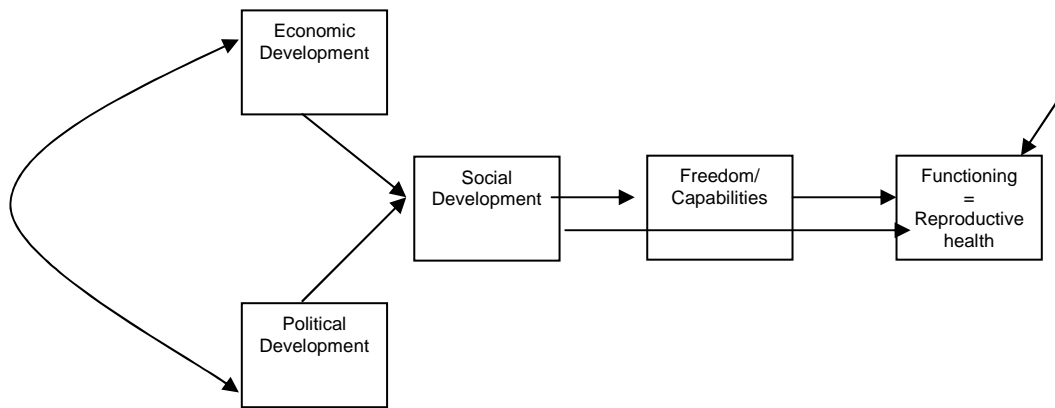 Economic
Development
Social
Development
Freedom/
Capabilities
Functioning
=
Reproductive
health
Political
Development